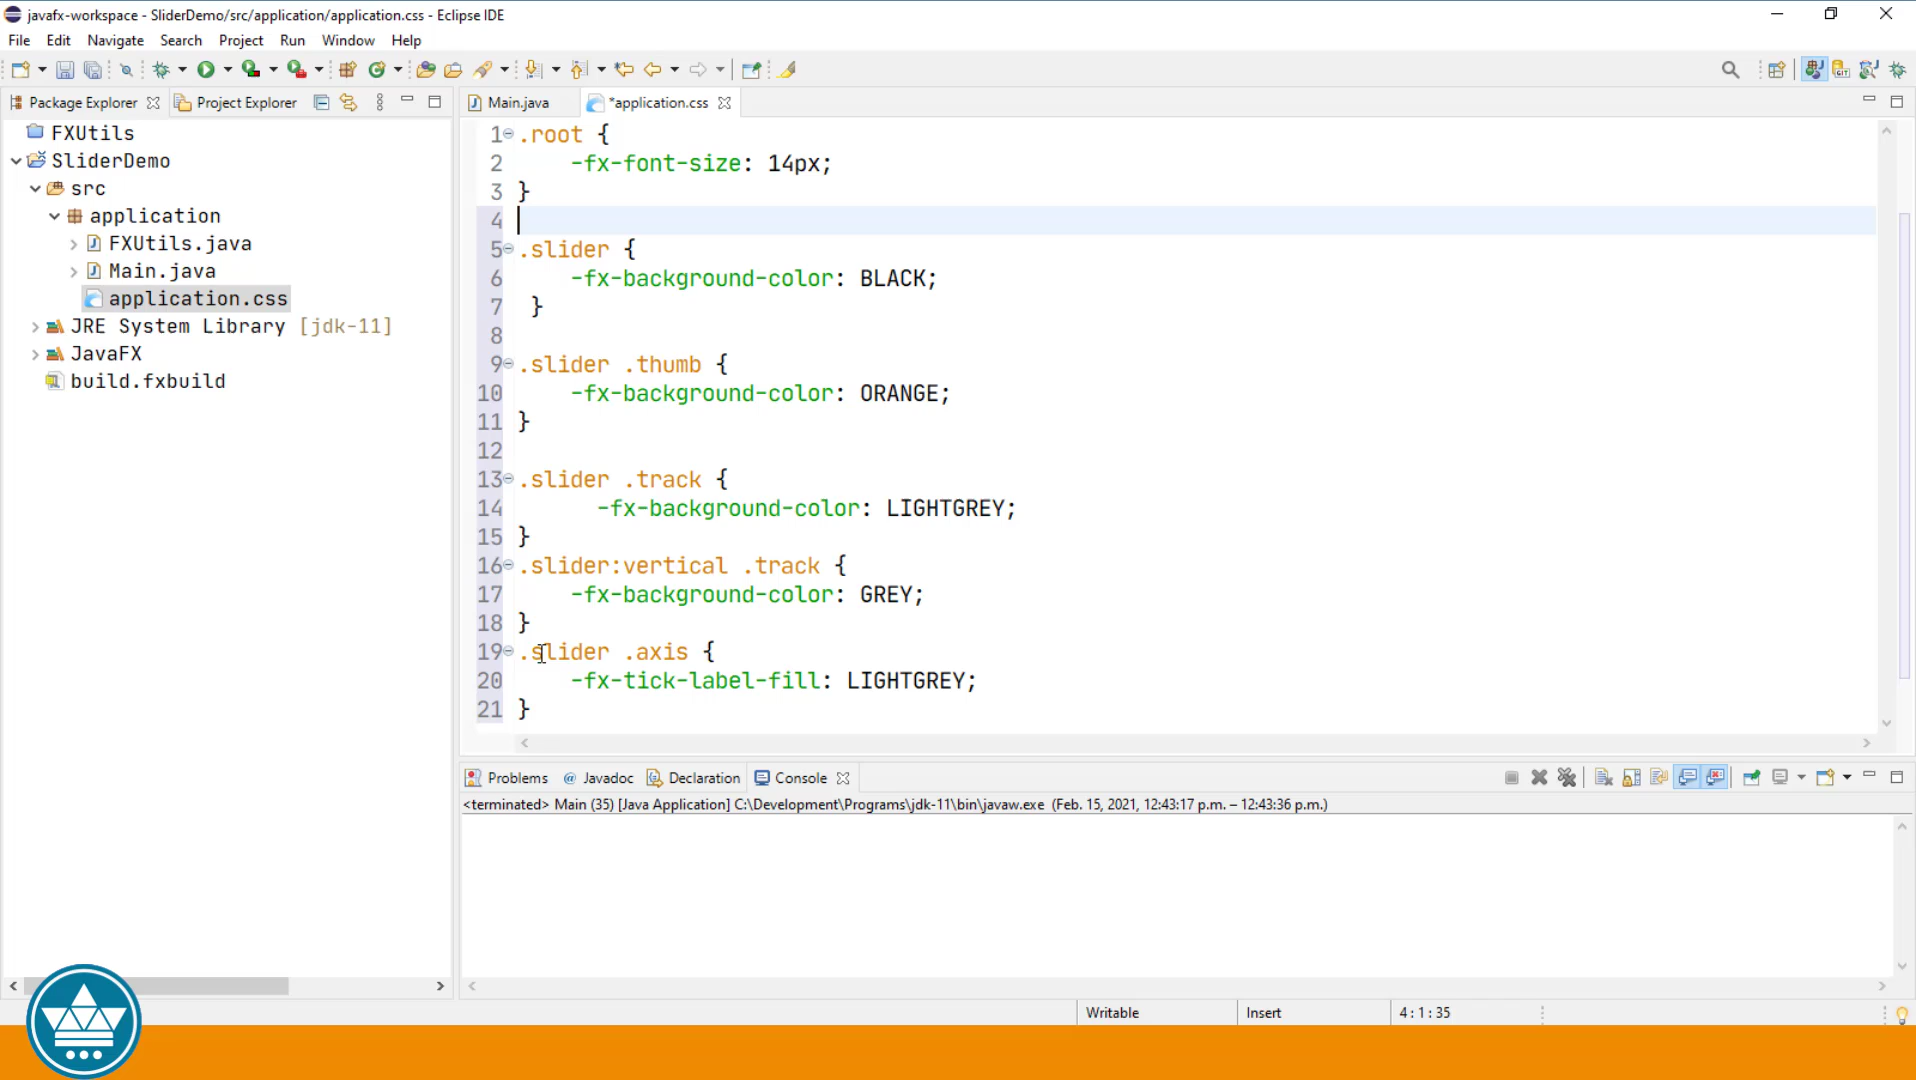 javafx-workspace - SliderDemo/src/application/application.css - Eclipse IDE
File Edit Navigate Search Project Run Window Help
Package Explorer Project Explorer
Main.java *application.css
FXUtils
SliderDemo
src
application
FXUtils.java
Main.java
application.css
JRE System Library [jdk-11]
JavaFX
build.fxbuild
1 .root {
2 -fx-font-size: 14px;
3 }
4
5 .slider {
6 -fx-background-color: BLACK;
7 }
8
9 .slider .thumb {
10 -fx-background-color: ORANGE;
11 }
12
13 .slider .track {
14 -fx-background-color: LIGHTGREY;
15 }
16 .slider:vertical .track {
17 -fx-background-color: GREY;
18 }
19 .slider .axis {
20 -fx-tick-label-fill: LIGHTGREY;
21 }
Problems @ Javadoc Declaration Console
<terminated> Main (35) [Java Application] C:\Development\Programs\jdk-11\bin\javaw.exe (Feb. 15, 2021, 12:43:17 p.m. – 12:43:36 p.m.)
Writable Insert 4 : 1 : 35